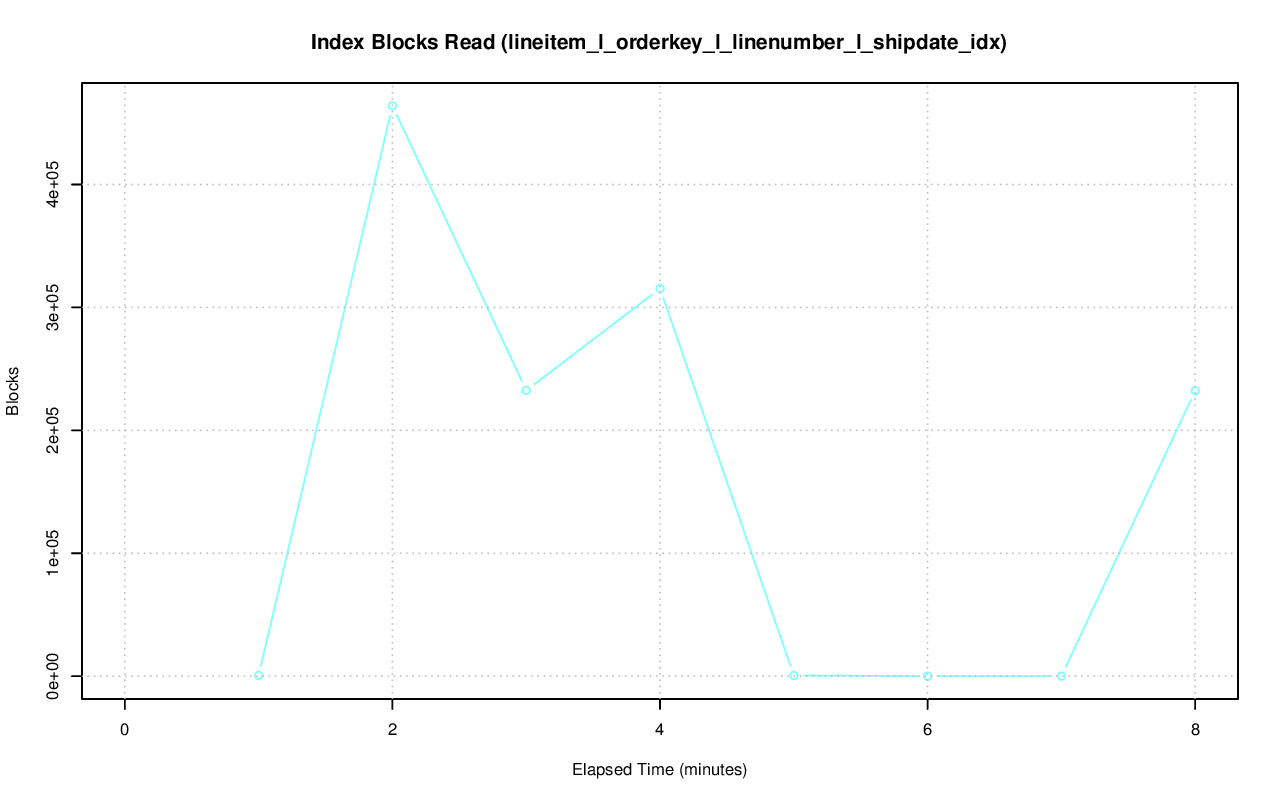 Index Blocks Read (lineitem_l_orderkey_l_linenumber_l_shipdate_idx)
Blocks
4e+05
3e+05
2e+05
1e+05
0e+00
0 2 4 6 8
Elapsed Time (minutes)